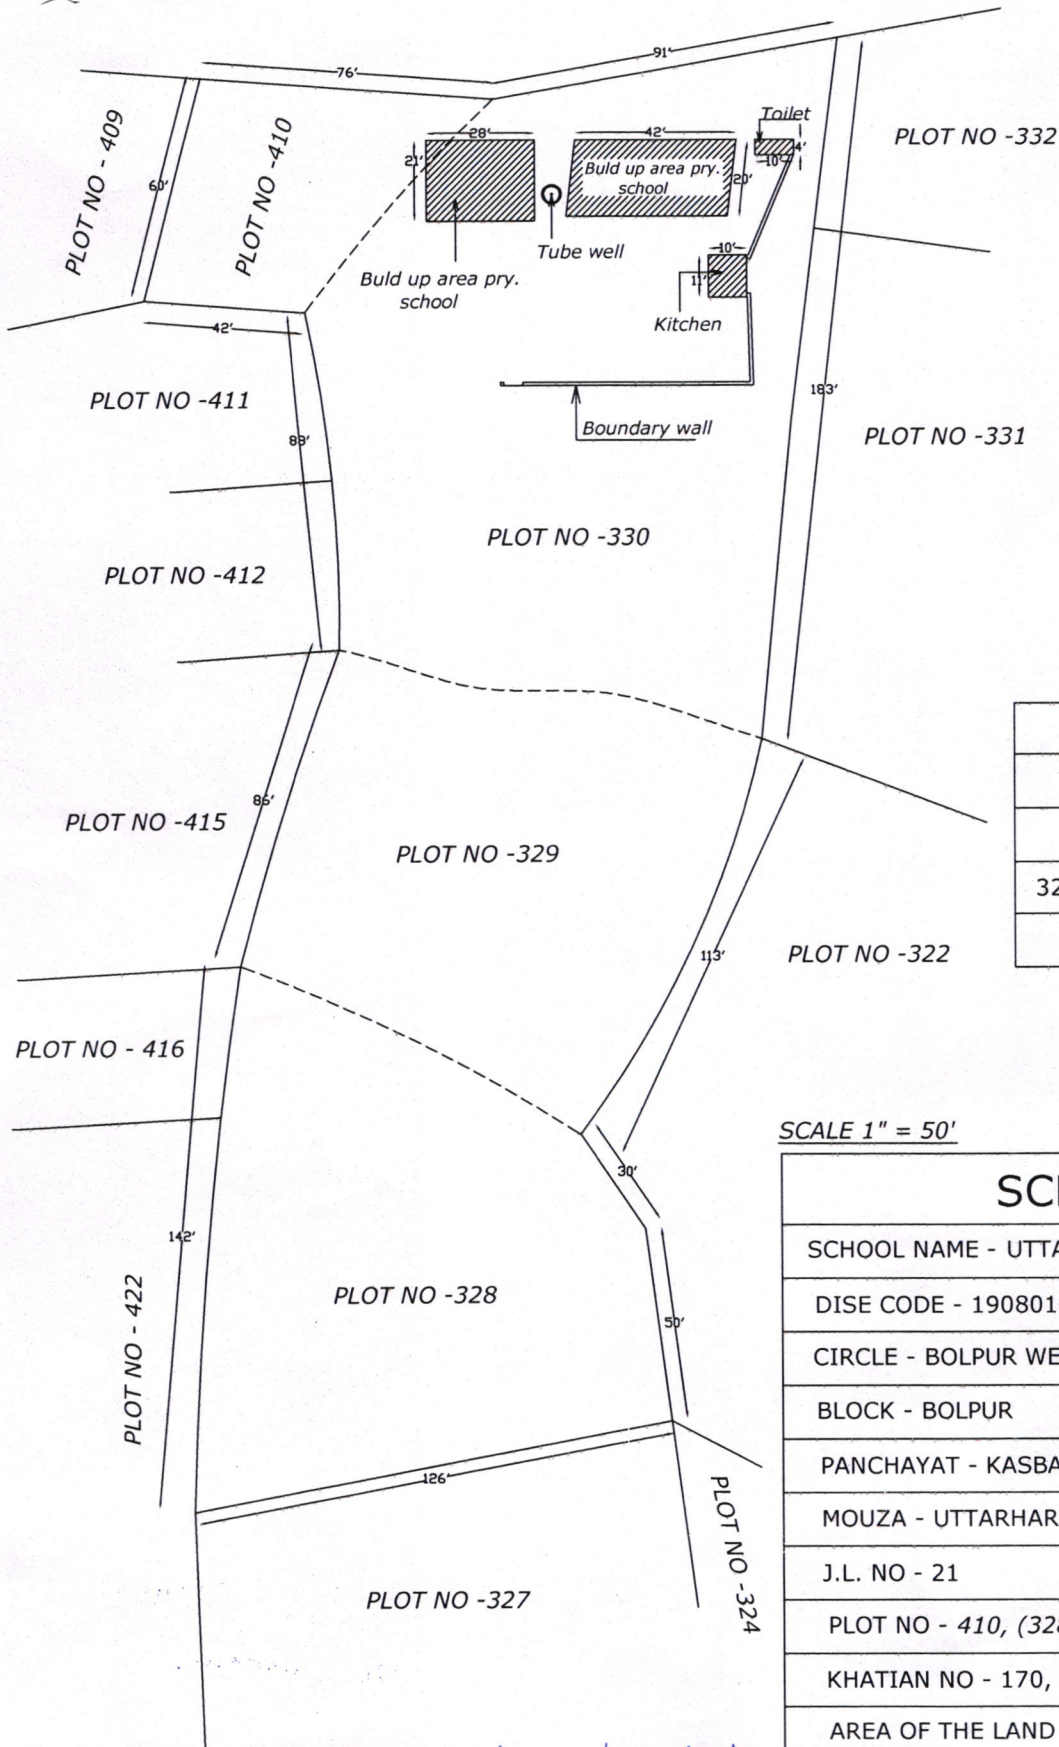 76'
91'
PLOT NO - 409
60'
PLOT NO -410
28'
21'
42'
Buld up area pry.
school
20'
Toilet
4'
10'
PLOT NO -332
Tube well
Buld up area pry.
school
10'
11'
Kitchen
42'
PLOT NO -411
88'
Boundary wall
183'
PLOT NO -331
PLOT NO -330
PLOT NO -412
86'
PLOT NO -415
PLOT NO -329
32
113'
PLOT NO -322
PLOT NO - 416
SCALE 1" = 50'
30'
142'
PLOT NO - 422
PLOT NO -328
50'
126'
PLOT NO -324
PLOT NO -327
SCH
SCHOOL NAME - UTTA
DISE CODE - 190801
CIRCLE - BOLPUR WE
BLOCK - BOLPUR
PANCHAYAT - KASBA
MOUZA - UTTARHAR
J.L. NO - 21
PLOT NO - 410, (328
KHATIAN NO - 170,
AREA OF THE LAND